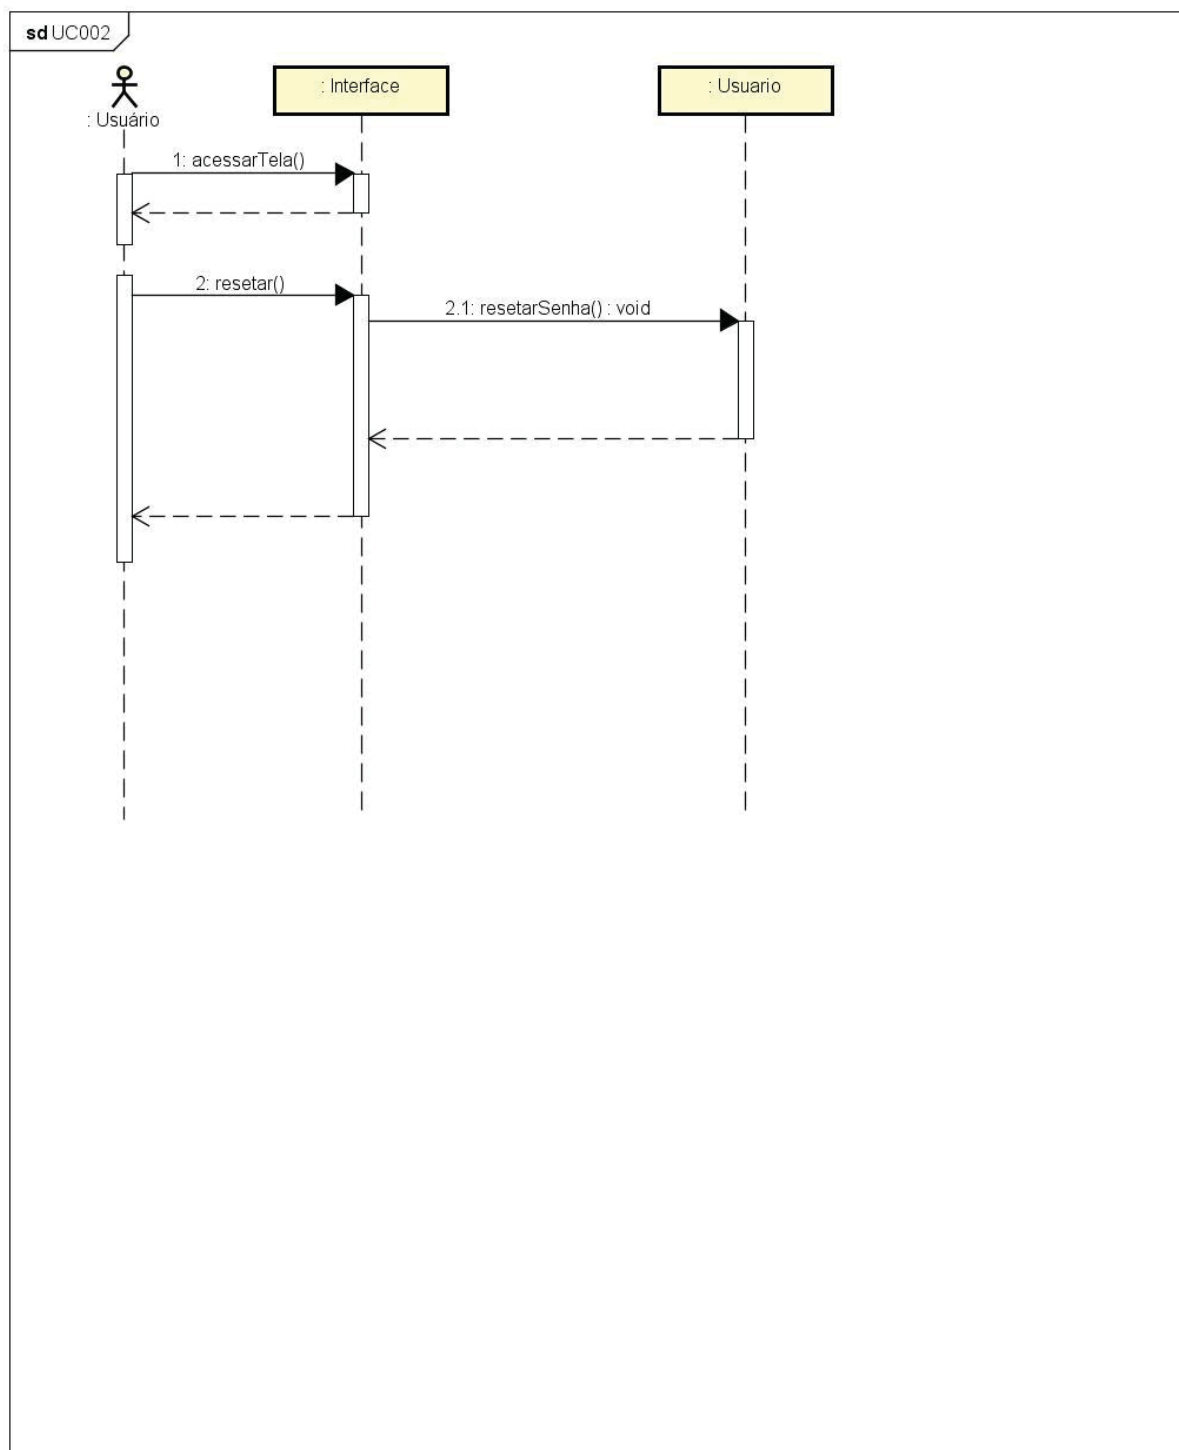 sd UC002
: Interface
: Usuario
: Usuário
1: acessarTela()
2: resetar()
2.1: resetarSenha() : void